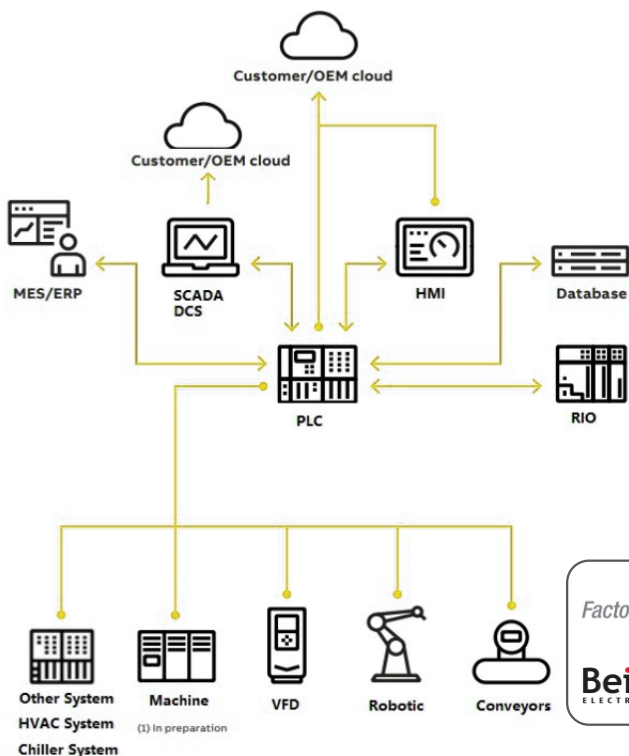 Customer/OEM cloud
Customer/OEM cloud
MES/ERP
SCADA
DCS
HMI
Database
PLC
RIO
Other System
HVAC System
Chiller System
Machine
(1) In preparation
VFD
Robotic
Conveyors